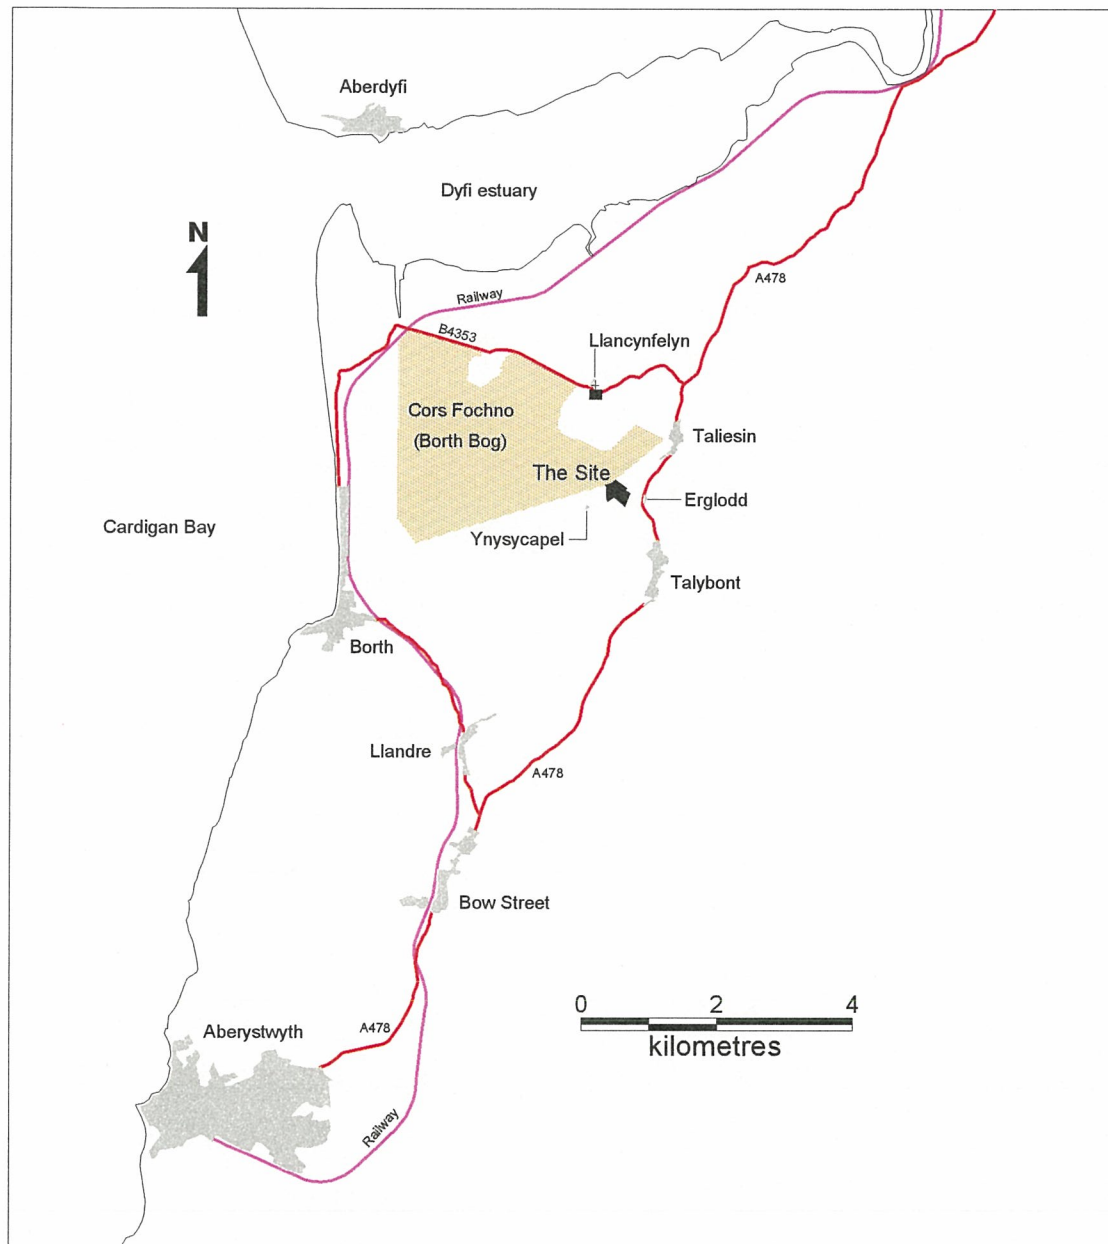 Aberdyfi
Dyfi estuary
N
A478
Railway
B4353
Llancynfelyn
Cors Fochno
(Borth Bog)
Taliesin
The Site
Erglodd
Cardigan Bay
Ynysycapel
Talybont
Borth
Llandre
A478
Bow Street
0 2 4
kilometres
Aberystwyth
A478
Railway